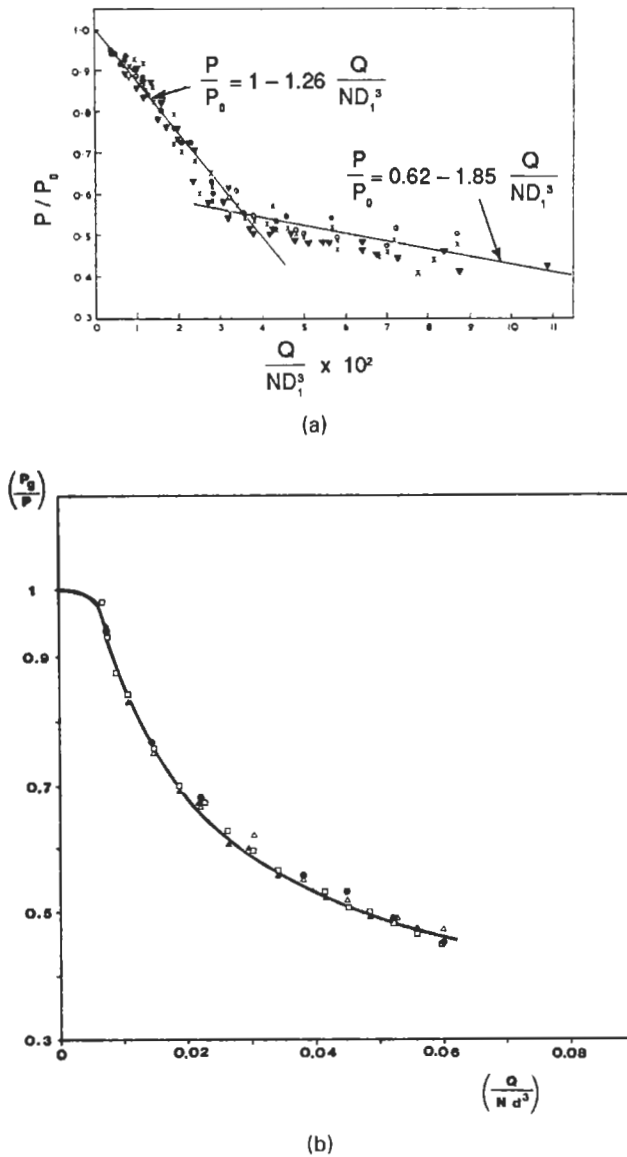 1·0
0·9
0·8
0·7
0·6
0·5
0·4
0·3
P / P₀
P/P₀ = 1 – 1.26 Q/ND₁³
P/P₀ = 0.62 – 1.85 Q/ND₁³
0 1 2 3 4 5 6 7 8 9 10 11
Q/ND₁³ x 10²
(a)
(P_g/P)
1
0.9
0.7
0.5
0.3
0 0.02 0.04 0.06 0.08
(Q/Nd³)
(b)